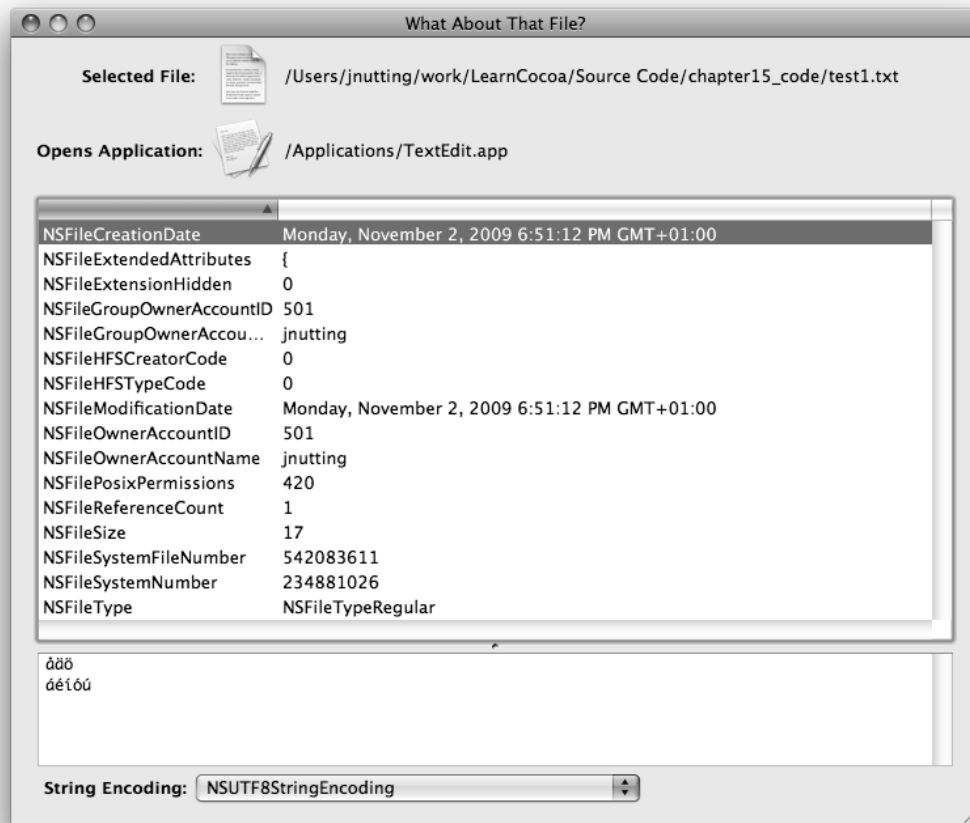 What About That File?
Selected File: /Users/jnutting/work/LearnCocoa/Source Code/chapter15_code/test1.txt
Opens Application: /Applications/TextEdit.app
NSFileCreationDate Monday, November 2, 2009 6:51:12 PM GMT+01:00
NSFileExtendedAttributes {
NSFileExtensionHidden 0
NSFileGroupOwnerAccountID 501
NSFileGroupOwnerAccou... jnutting
NSFileHFSCreatorCode 0
NSFileHFSTypeCode 0
NSFileModificationDate Monday, November 2, 2009 6:51:12 PM GMT+01:00
NSFileOwnerAccountID 501
NSFileOwnerAccountName jnutting
NSFilePosixPermissions 420
NSFileReferenceCount 1
NSFileSize 17
NSFileSystemFileNumber 542083611
NSFileSystemNumber 234881026
NSFileType NSFileTypeRegular
åäö
áéíóú
String Encoding: NSUTF8StringEncoding